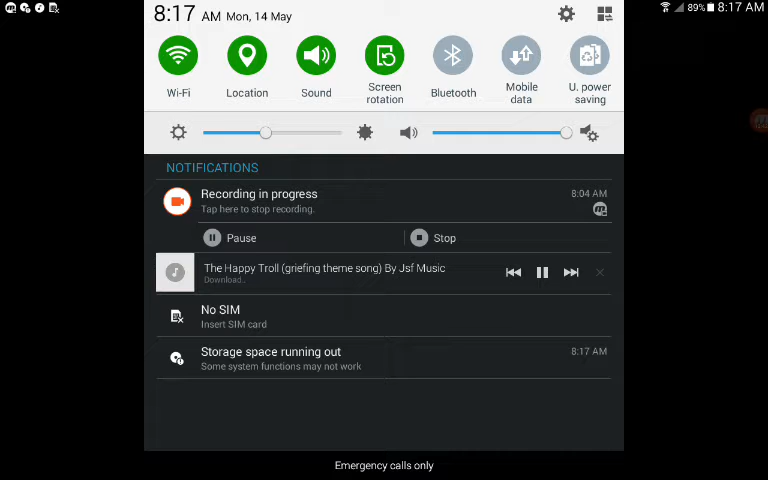 8:17 AM Mon, 14 May
89% 8:17 AM
Wi-Fi
Location
Sound
Screen rotation
Bluetooth
Mobile data
U. power saving
NOTIFICATIONS
Recording in progress
8:04 AM
Tap here to stop recording.
Pause
Stop
The Happy Troll (griefing theme song) By Jsf Music
Download..
No SIM
Insert SIM card
Storage space running out
8:17 AM
Some system functions may not work
Emergency calls only